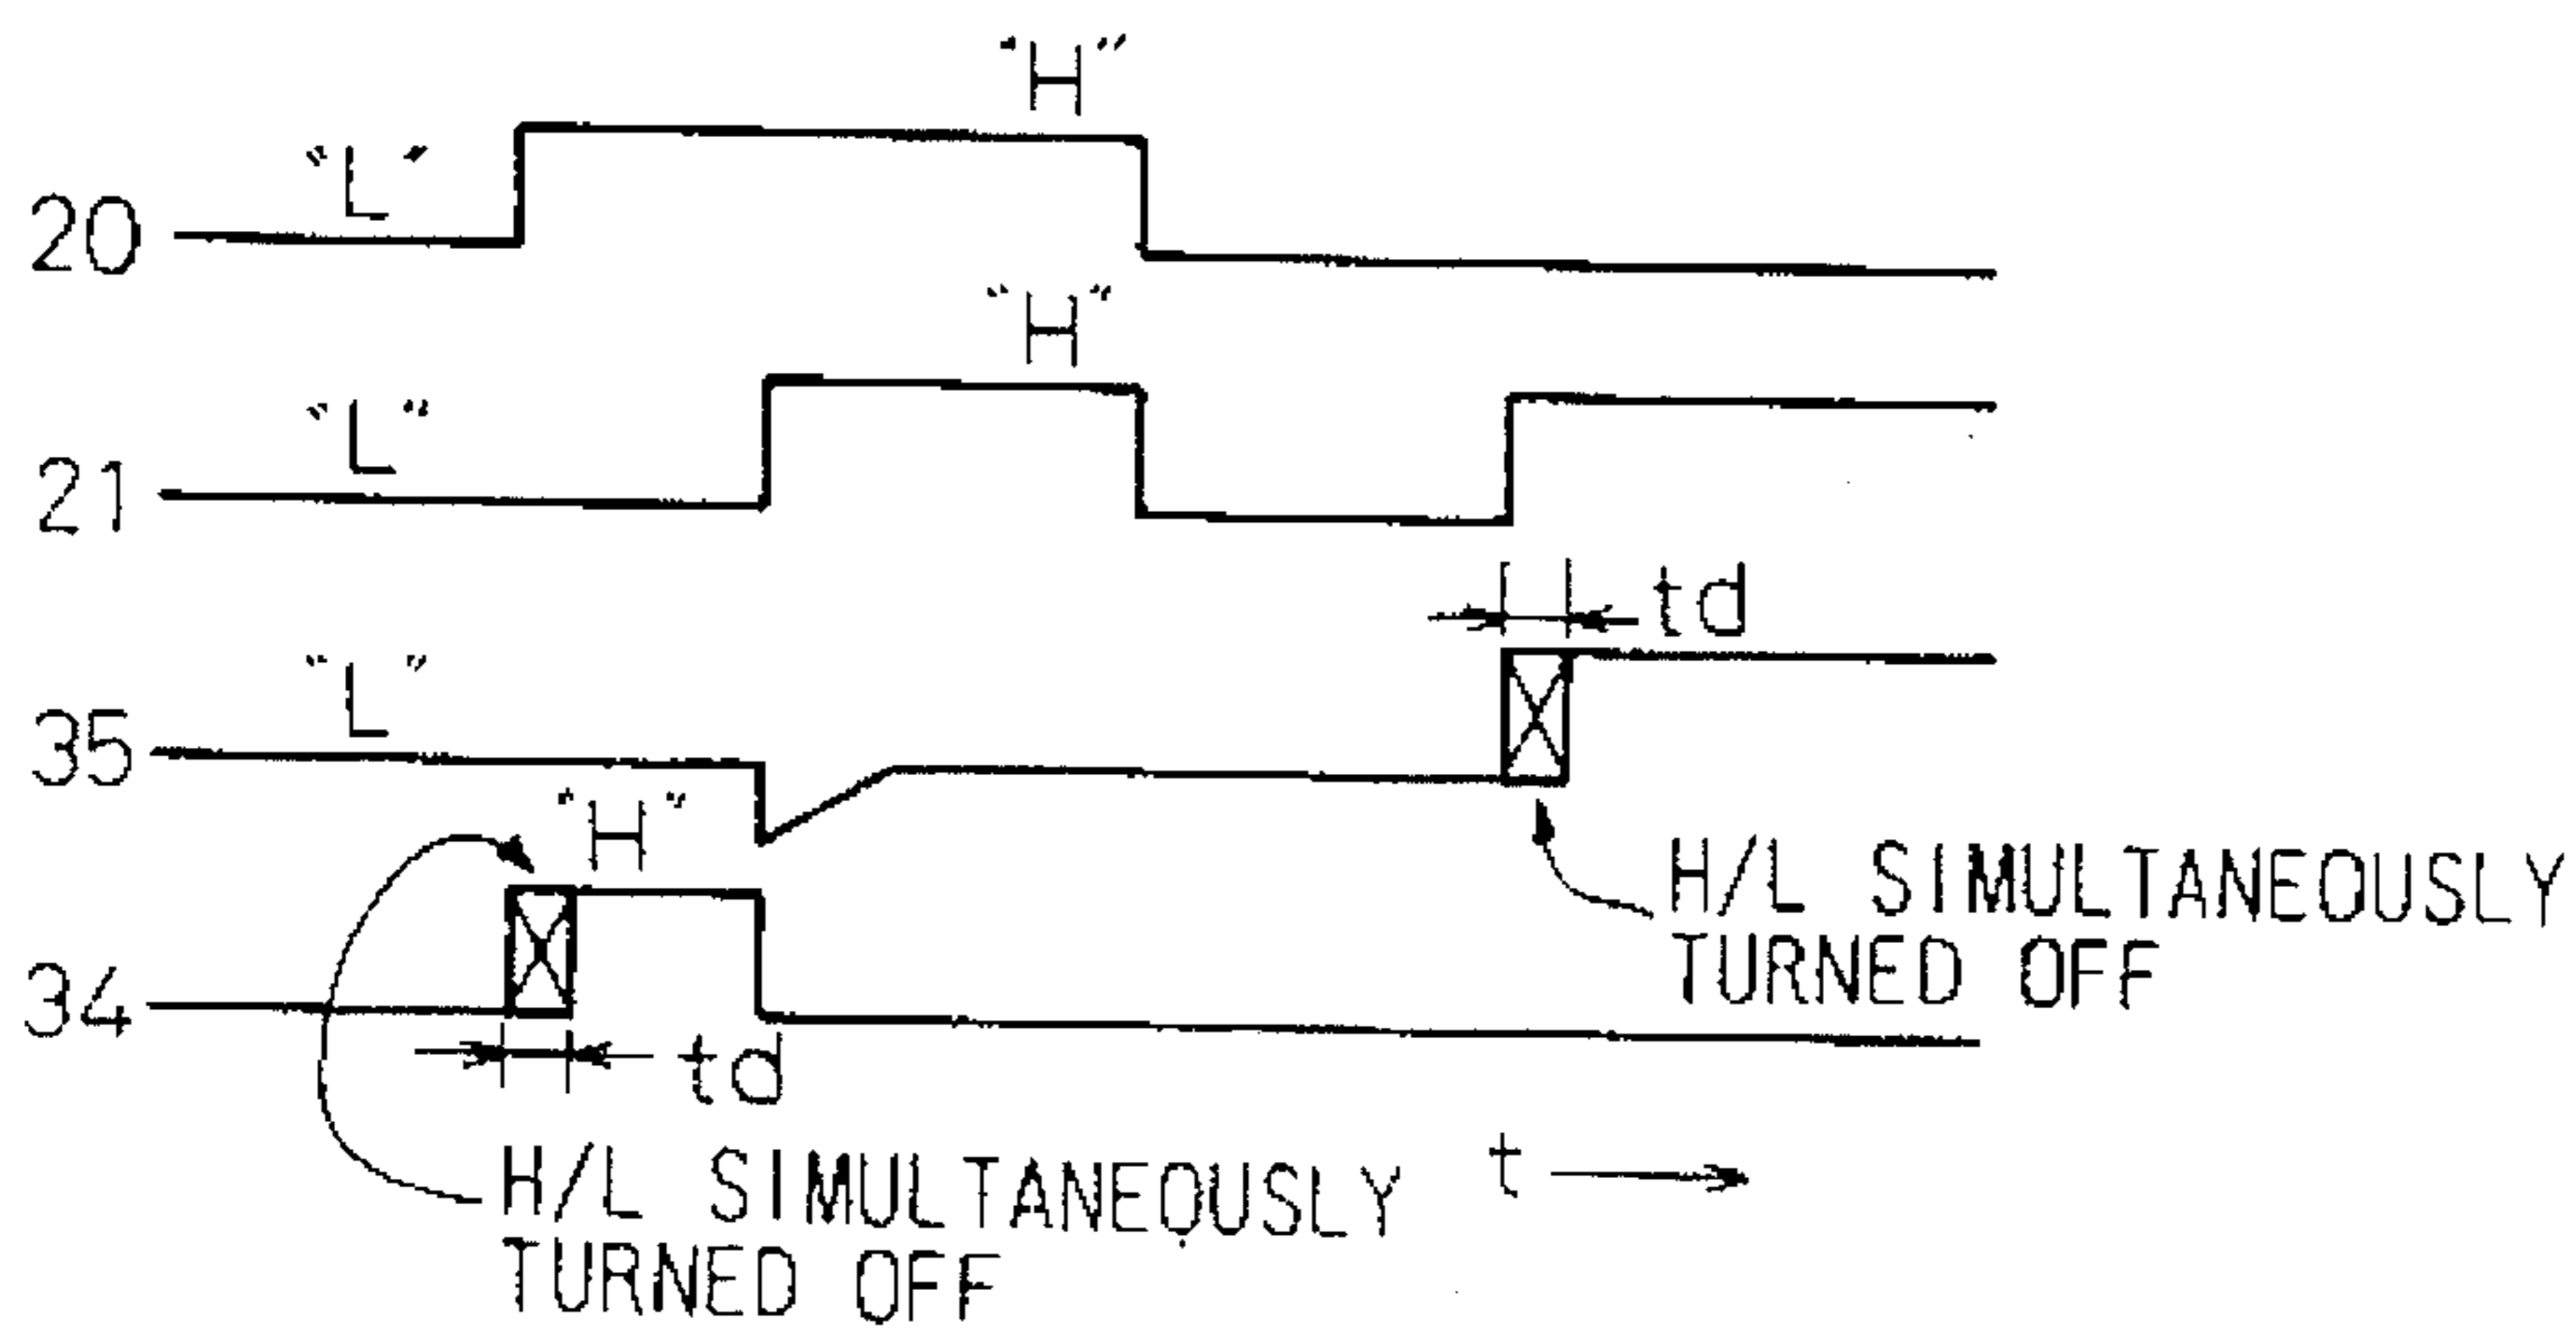 "H"
"L"
20
"H"
"L"
21
td
"L"
35
"H"
H/L SIMULTANEOUSLY
TURNED OFF
34
td
H/L SIMULTANEOUSLY
TURNED OFF
t